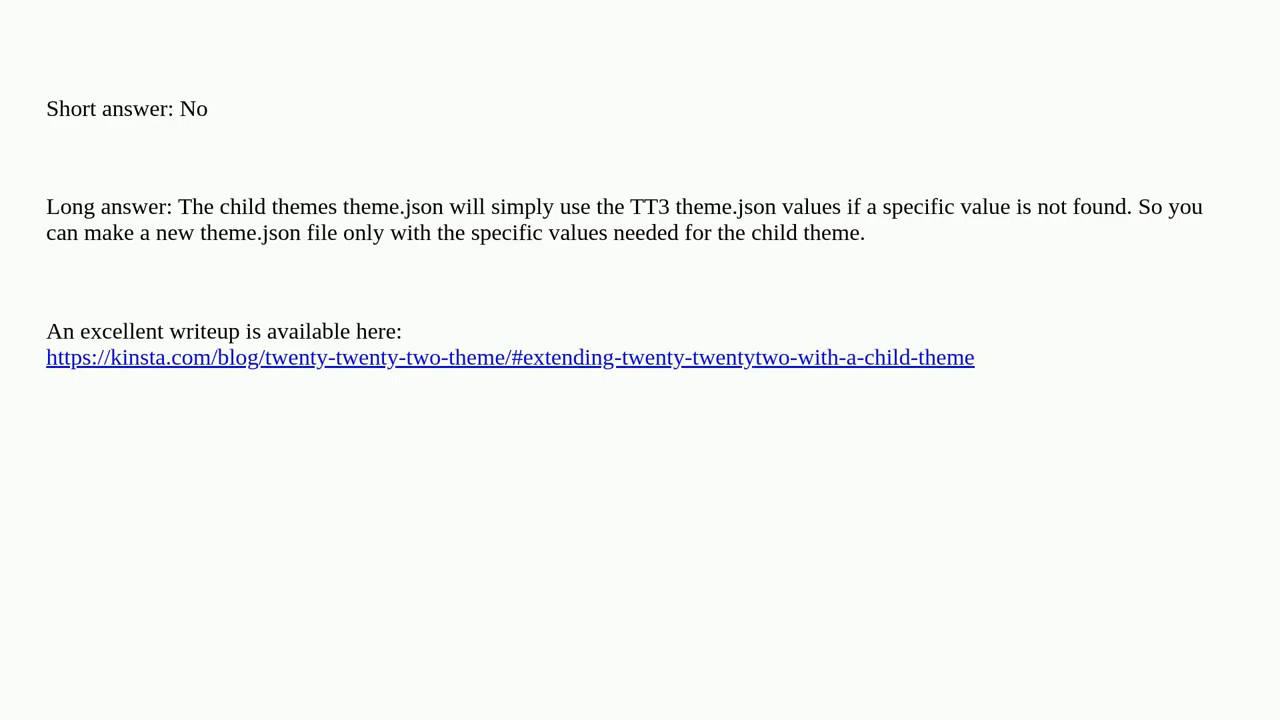 Short answer: No
Long answer: The child themes theme.json will simply use the TT3 theme.json values if a specific value is not found. So you
can make a new theme.json file only with the specific values needed for the child theme.
An excellent writeup is available here:
https://kinsta.com/blog/twenty-twenty-two-theme/#extending-twenty-twentytwo-with-a-child-theme